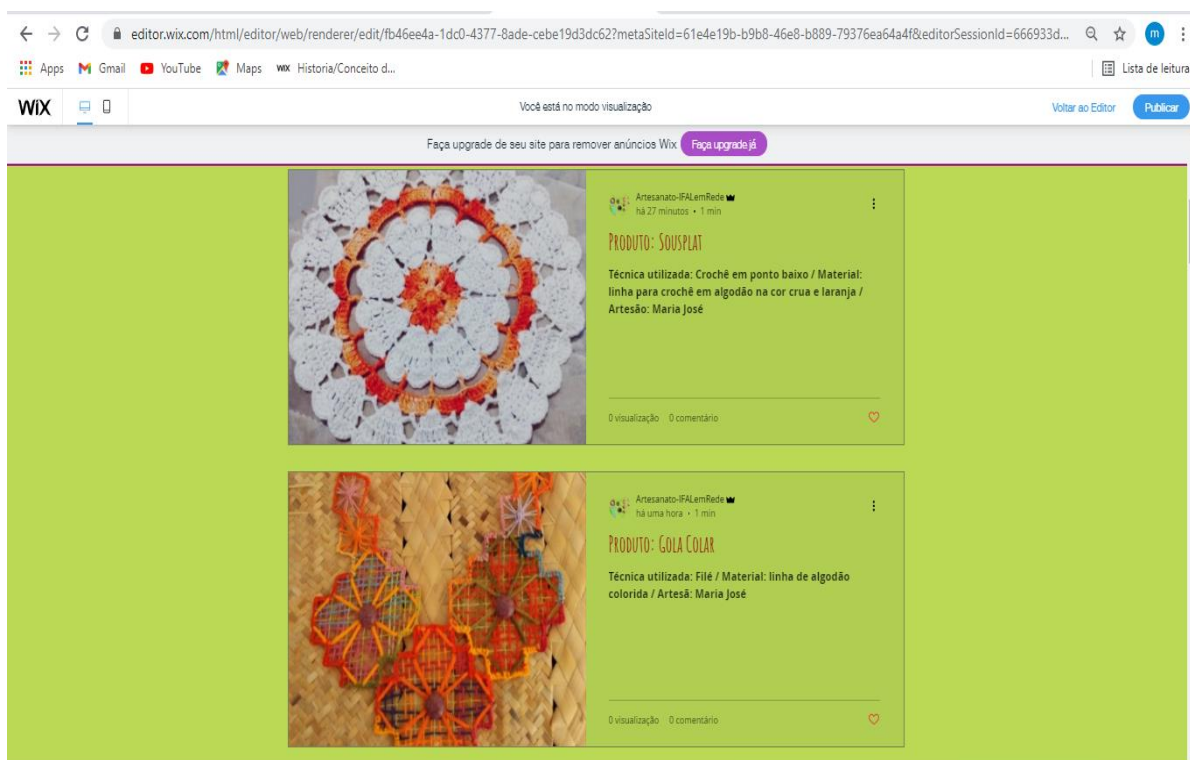 editor.wix.com/html/editor/web/renderer/edit/fb46ee4a-1dc0-4377-8ade-cebe19d3dc62?metaSiteId=61e4e19b-b9b8-46e8-b889-79376ea64a4f&editorSessionId=666933d...
m
Apps Gmail YouTube Maps WIX Historia/Conceito d... Lista de leitura
WiX Você está no modo visualização Voltar ao Editor Publicar
Faça upgrade de seu site para remover anúncios Wix Faça upgrade já
Artesanato-IFALemRede
há 27 minutos • 1 min
Produto: Sousplat
Técnica utilizada: Crochê em ponto baixo / Material:
linha para crochê em algodão na cor crua e laranja /
Artesão: Maria José
0 visualização 0 comentário
Artesanato-IFALemRede
há uma hora • 1 min
Produto: Gola Colar
Técnica utilizada: Filé / Material: linha de algodão
colorida / Artesã: Maria José
0 visualização 0 comentário